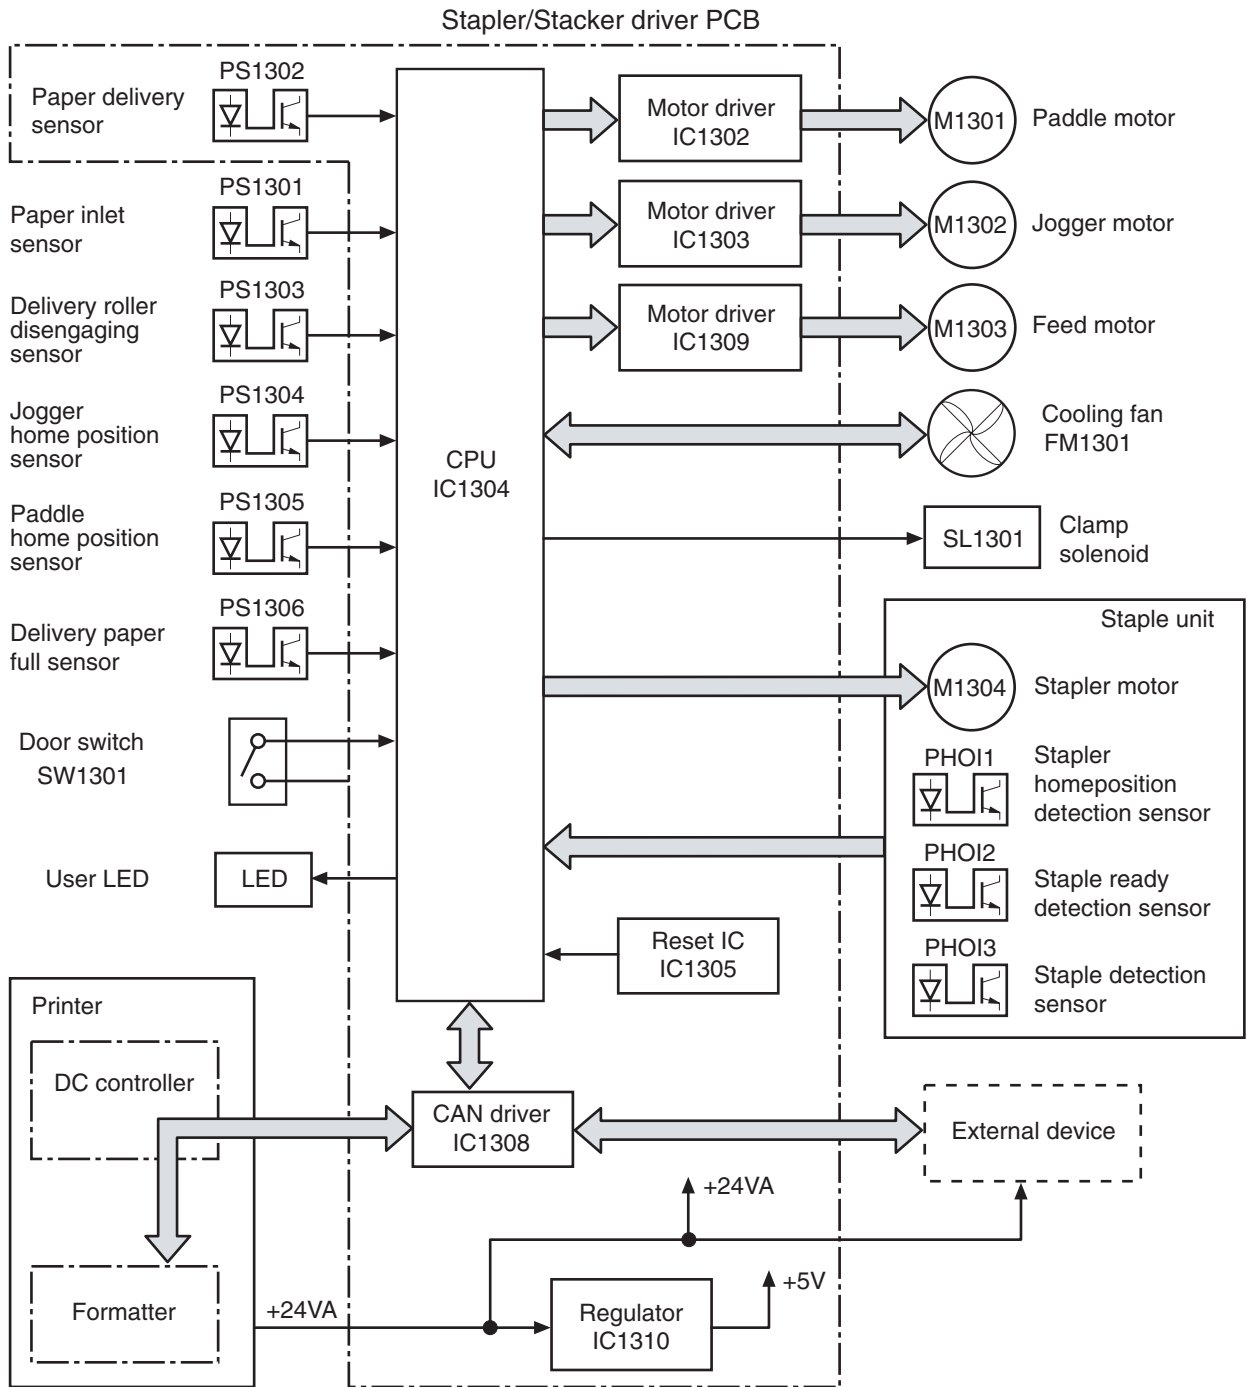 Stapler/Stacker driver PCB
PS1302
Paper delivery
sensor
Motor driver
IC1302
M1301
Paddle motor
PS1301
Paper inlet
sensor
Motor driver
IC1303
M1302
Jogger motor
PS1303
Delivery roller
disengaging
sensor
Motor driver
IC1309
M1303
Feed motor
PS1304
Jogger
home position
sensor
Cooling fan
FM1301
CPU
IC1304
PS1305
Paddle
home position
sensor
SL1301
Clamp
solenoid
PS1306
Delivery paper
full sensor
Staple unit
M1304
Stapler motor
Door switch
SW1301
PHOI1
Stapler
homeposition
detection sensor
PHOI2
Staple ready
detection sensor
User LED
LED
Reset IC
IC1305
PHOI3
Staple detection
sensor
Printer
DC controller
CAN driver
IC1308
External device
+24VA
Formatter
+24VA
Regulator
IC1310
+5V